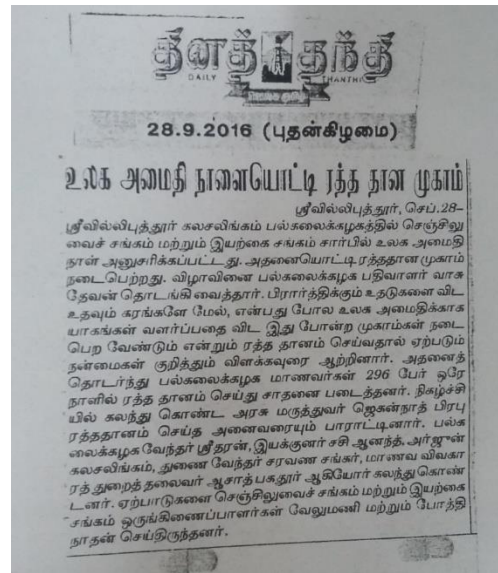 தினத் தந்தி
DAILY THANTHI
28.9.2016 (புதன்கிழமை)
உலக அமைதி நாளையொட்டி ரத்த தான முகாம்
ஸ்ரீவில்லிபுத்தூர், செப்.28–
ஸ்ரீவில்லிபுத்தூர் கலசலிங்கம் பல்கலைக்கழகத்தில் செஞ்சிலு
வைச் சங்கம் மற்றும் இயற்கை சங்கம் சார்பில் உலக அமைதி
நாள் அனுசரிக்கப்பட்டது. அதனையொட்டி ரத்ததான முகாம்
நடைபெற்றது. விழாவினை பல்கலைக்கழக பதிவாளர் வாசு
தேவன் தொடங்கி வைத்தார். பிரார்த்திக்கும் உதடுகளை விட
உதவும் கரங்களே மேல், என்பது போல உலக அமைதிக்காக
யாகங்கள் வளர்ப்பதை விட இது போன்ற முகாம்கள் நடை
பெற வேண்டும் என்றும் ரத்த தானம் செய்வதால் ஏற்படும்
நன்மைகள் குறித்தும் விளக்கவுரை ஆற்றினார். அதனைத்
தொடர்ந்து பல்கலைக்கழக மாணவர்கள் 296 பேர் ஒரே
நாளில் ரத்த தானம் செய்து சாதனை படைத்தனர். நிகழ்ச்சி
யில் கலந்து கொண்ட அரசு மருத்துவர் ஜெகன்நாத் பிரபு
ரத்ததானம் செய்த அனைவரையும் பாராட்டினார். பல்க
லைக்கழக வேந்தர் ஸ்ரீதரன், இயக்குனர் சசி ஆனந்த், அர்ஜுன்
கலசலிங்கம், துணை வேந்தர் சரவண சங்கர், மாணவ விவகா
ரத் துறைத் தலைவர் ஆசாத் பகதூர் ஆகியோர் கலந்து கொண்
டனர். ஏற்பாடுகளை செஞ்சிலுவைச் சங்கம் மற்றும் இயற்கை
சங்கம் ஒருங்கிணைப்பாளர்கள் வேலுமணி மற்றும் போத்தி
நாதன் செய்திருந்தனர்.